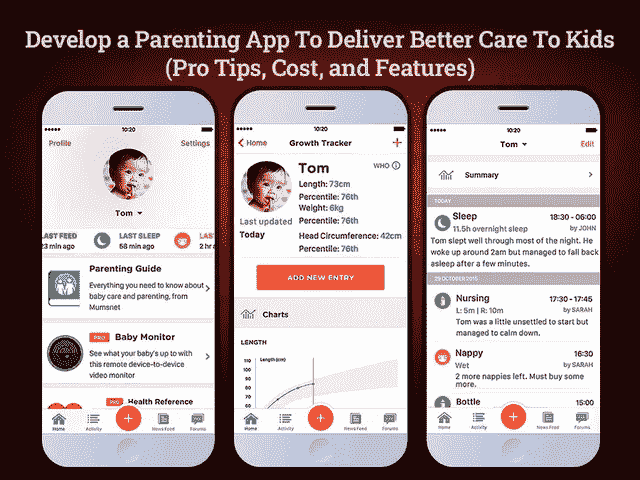 Develop a Parenting App To Deliver Better Care To Kids
(Pro Tips, Cost, and Features)
10:20
Profile
Settings
Tom
LAST FEED
23 min ago
LAST SLEEP
58 min ago
LAS
2 hr
Parenting Guide
Everything you need to know about
baby care and parenting, from
Mumsnet
PRO Baby Monitor
See what your baby's up to with
this remote device-to-device
video monitor
PRO Health Reference
Home
Activity
+
News Feed
Forums
10:20
Home
Growth Tracker
+
Tom
WHO
Length: 73cm
Percentile: 76th
Weight: 6kg
Percentile: 76th
Head Circumference: 42cm
Percentile: 76th
Last updated
Today
ADD NEW ENTRY
Charts
LENGTH
Length (cm)
110
100
90
80
70
60
Home
Activity
+
News Feed
Forums
10:20
Tom
Edit
Summary
TODAY
Sleep 18:30 - 06:00
11.5h overnight sleep by JOHN
Tom slept well through most of the night. He
woke up around 2am but managed to fall back
asleep after a few minutes.
29 OCTOBER 2015
Nursing 17:30 - 17:45
L: 5m | R: 10m by SARAH
Tom was a little unsettled to start but
managed to calm down.
Nappy 16:30
Wet by SARAH
2 more nappies left. Must buy some
more.
Bottle 15:00
Home
Activity
+
News Feed
Forums